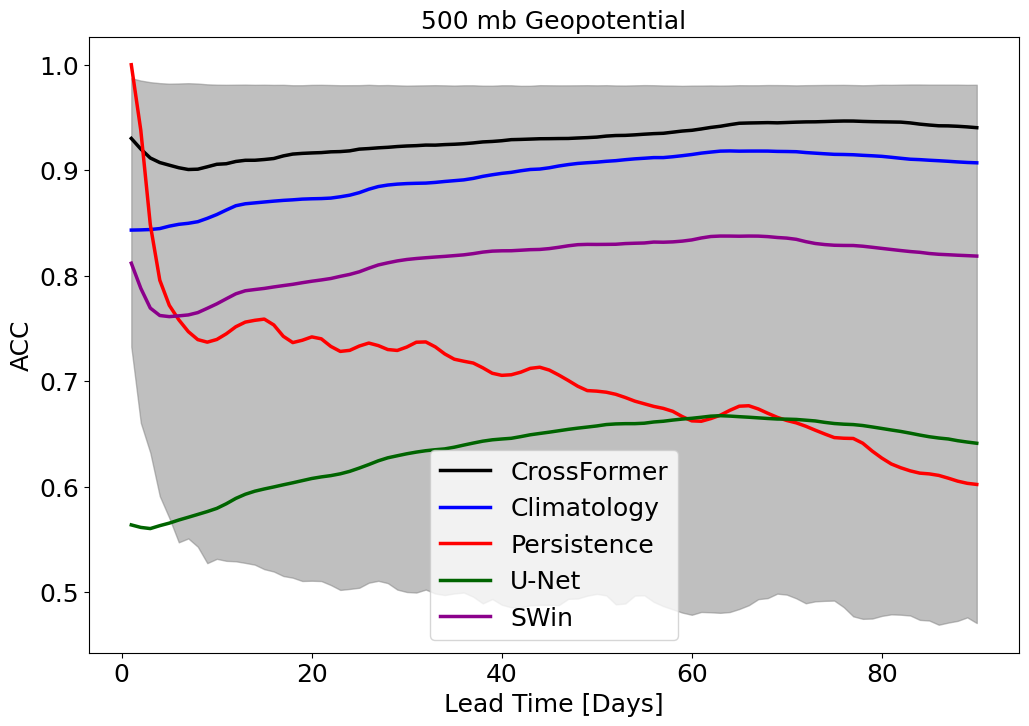 500 mb Geopotential
ACC
1.0
0.9
0.8
0.7
0.6
0.5
CrossFormer
Climatology
Persistence
U-Net
SWin
0 20 40 60 80
Lead Time [Days]